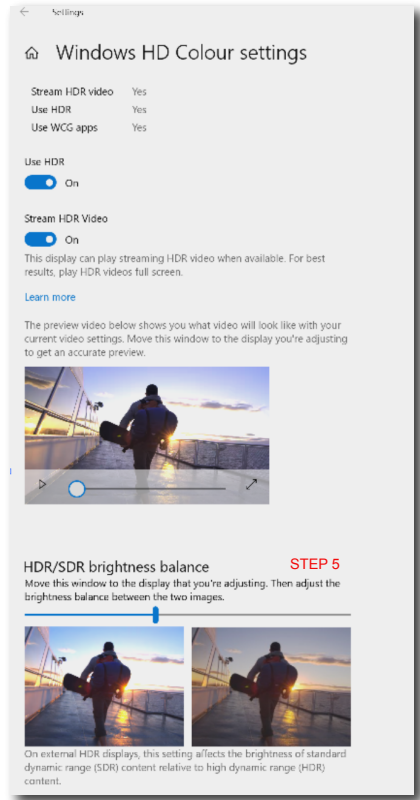 Settings
Windows HD Colour settings
Stream HDR video Yes
Use HDR Yes
Use WCG apps Yes
Use HDR
On
Stream HDR Video
On
This display can play streaming HDR video when available. For best
results, play HDR videos full screen.
Learn more
The preview video below shows you what video will look like with your
current video settings. Move this window to the display you're adjusting
to get an accurate preview.
HDR/SDR brightness balance STEP 5
Move this window to the display that you're adjusting. Then adjust the
brightness balance between the two images.
On external HDR displays, this setting affects the brightness of standard
dynamic range (SDR) content relative to high dynamic range (HDR)
content.